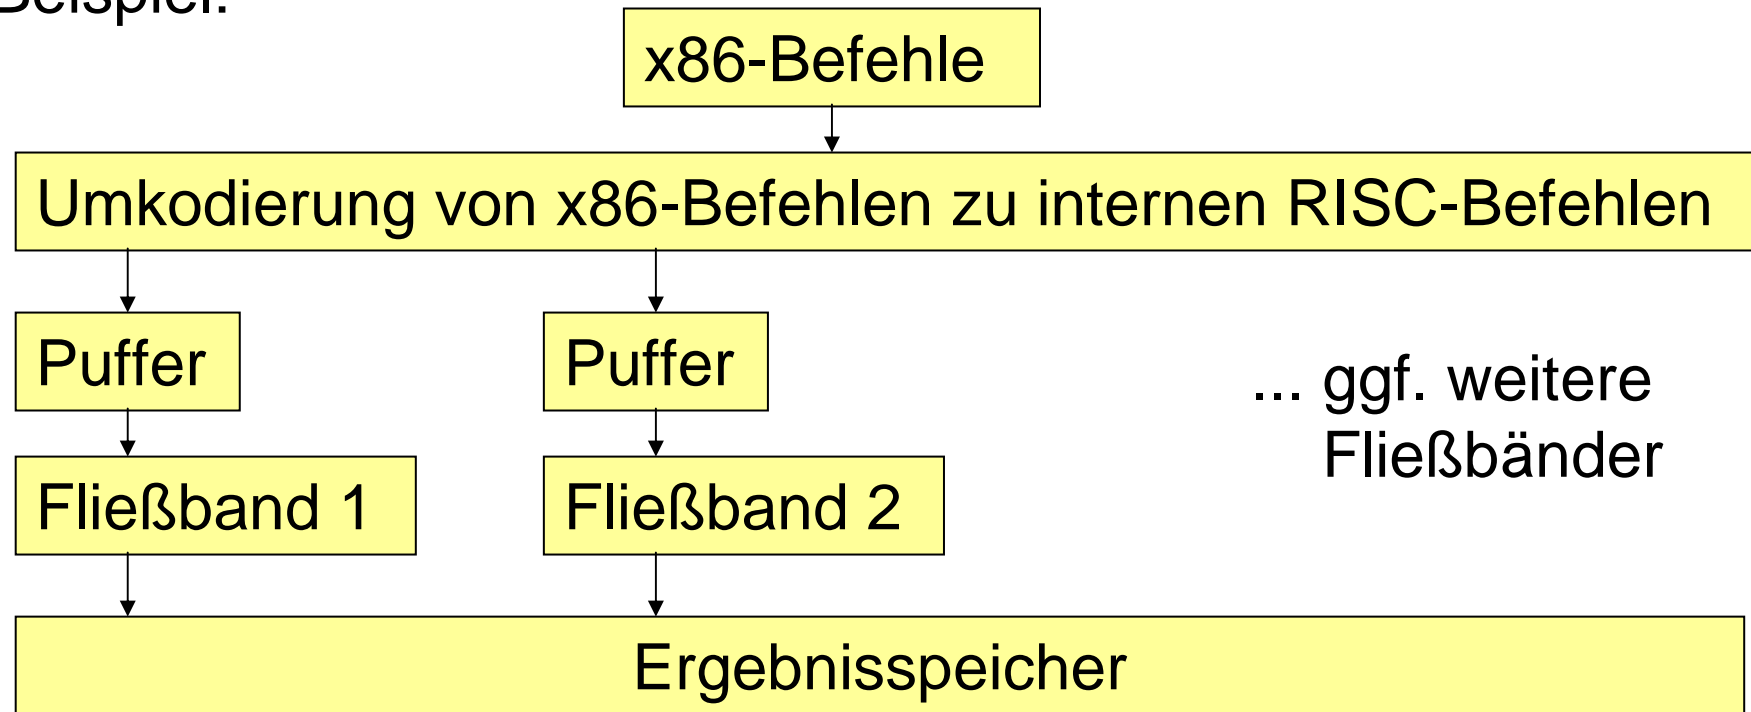 Beispiel:
x86-Befehle
Umkodierung von x86-Befehlen zu internen RISC-Befehlen
Puffer
Puffer
... ggf. weitere
Fließbänder
Fließband 1
Fließband 2
Ergebnisspeicher